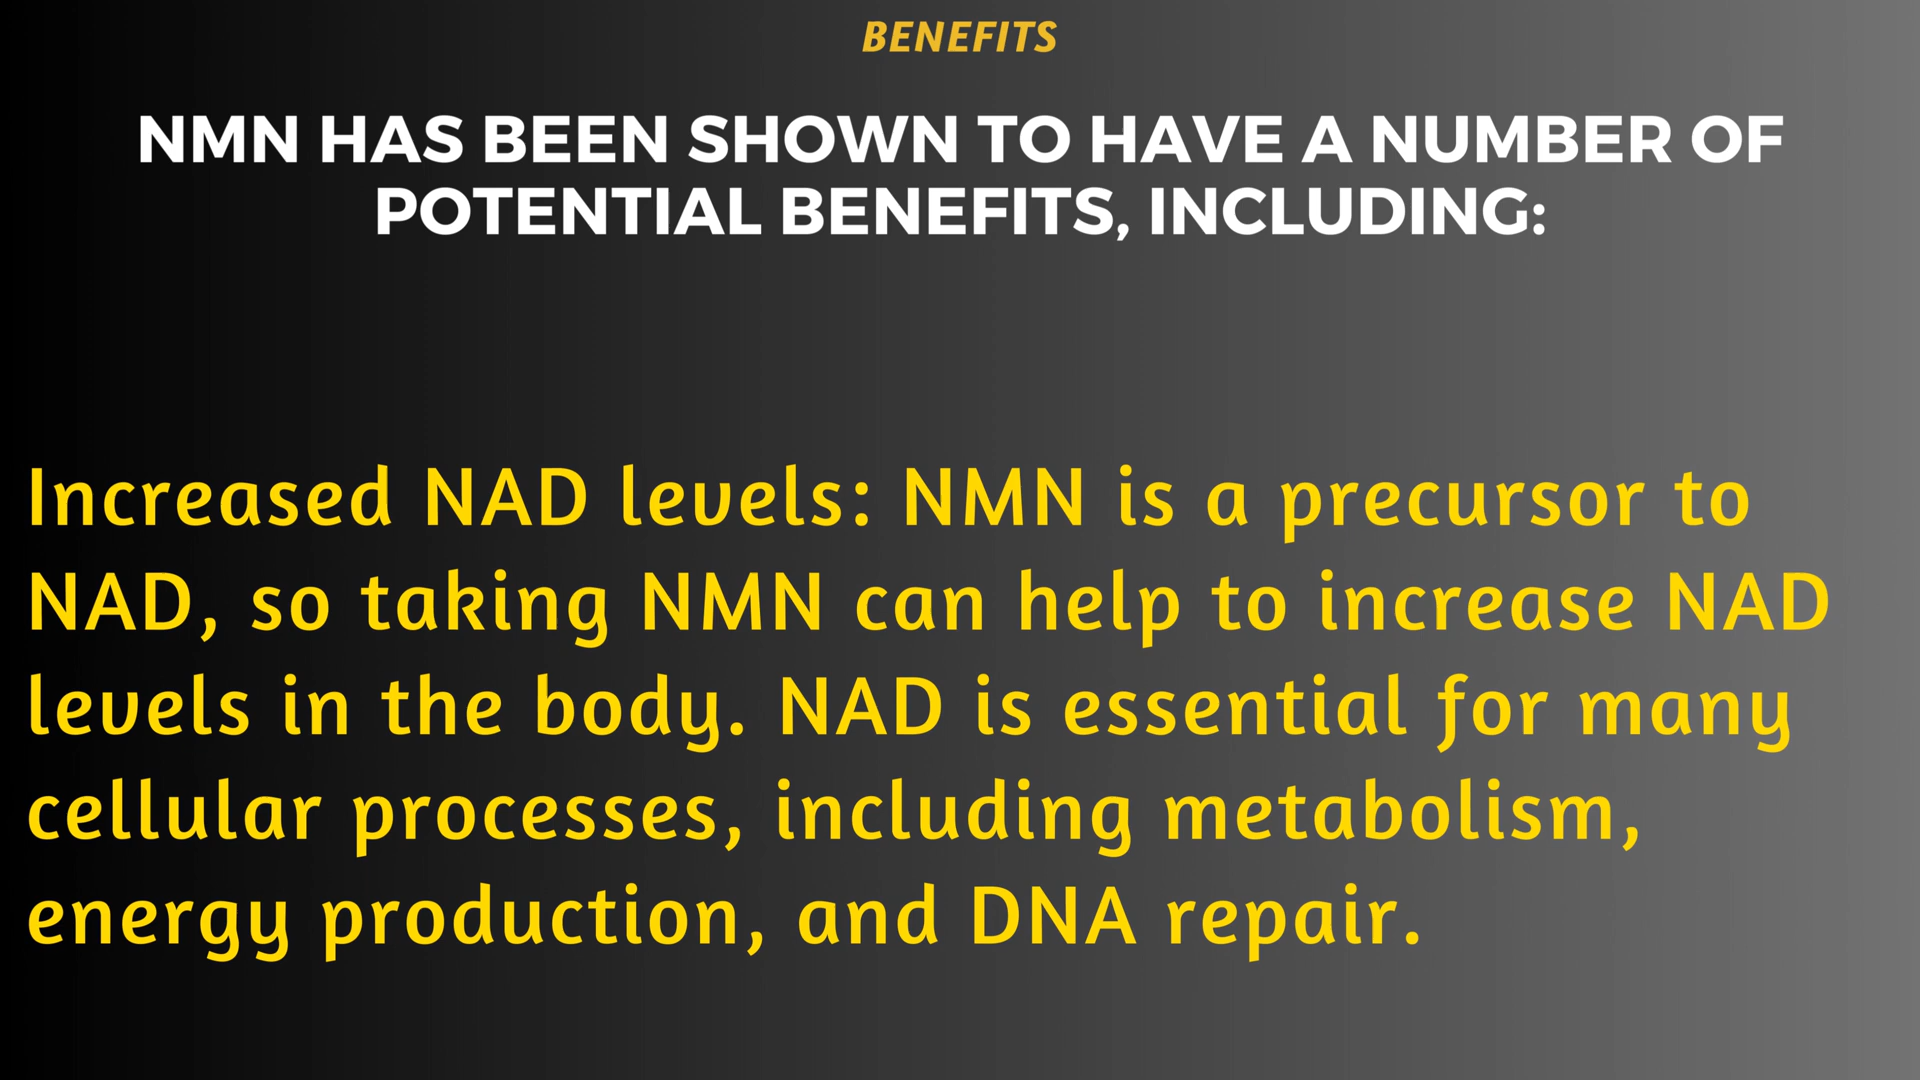 BENEFITS
NMN HAS BEEN SHOWN TO HAVE A NUMBER OF
POTENTIAL BENEFITS, INCLUDING:
Increased NAD levels: NMN is a precursor to
NAD, so taking NMN can help to increase NAD
levels in the body. NAD is essential for many
cellular processes, including metabolism,
energy production, and DNA repair.